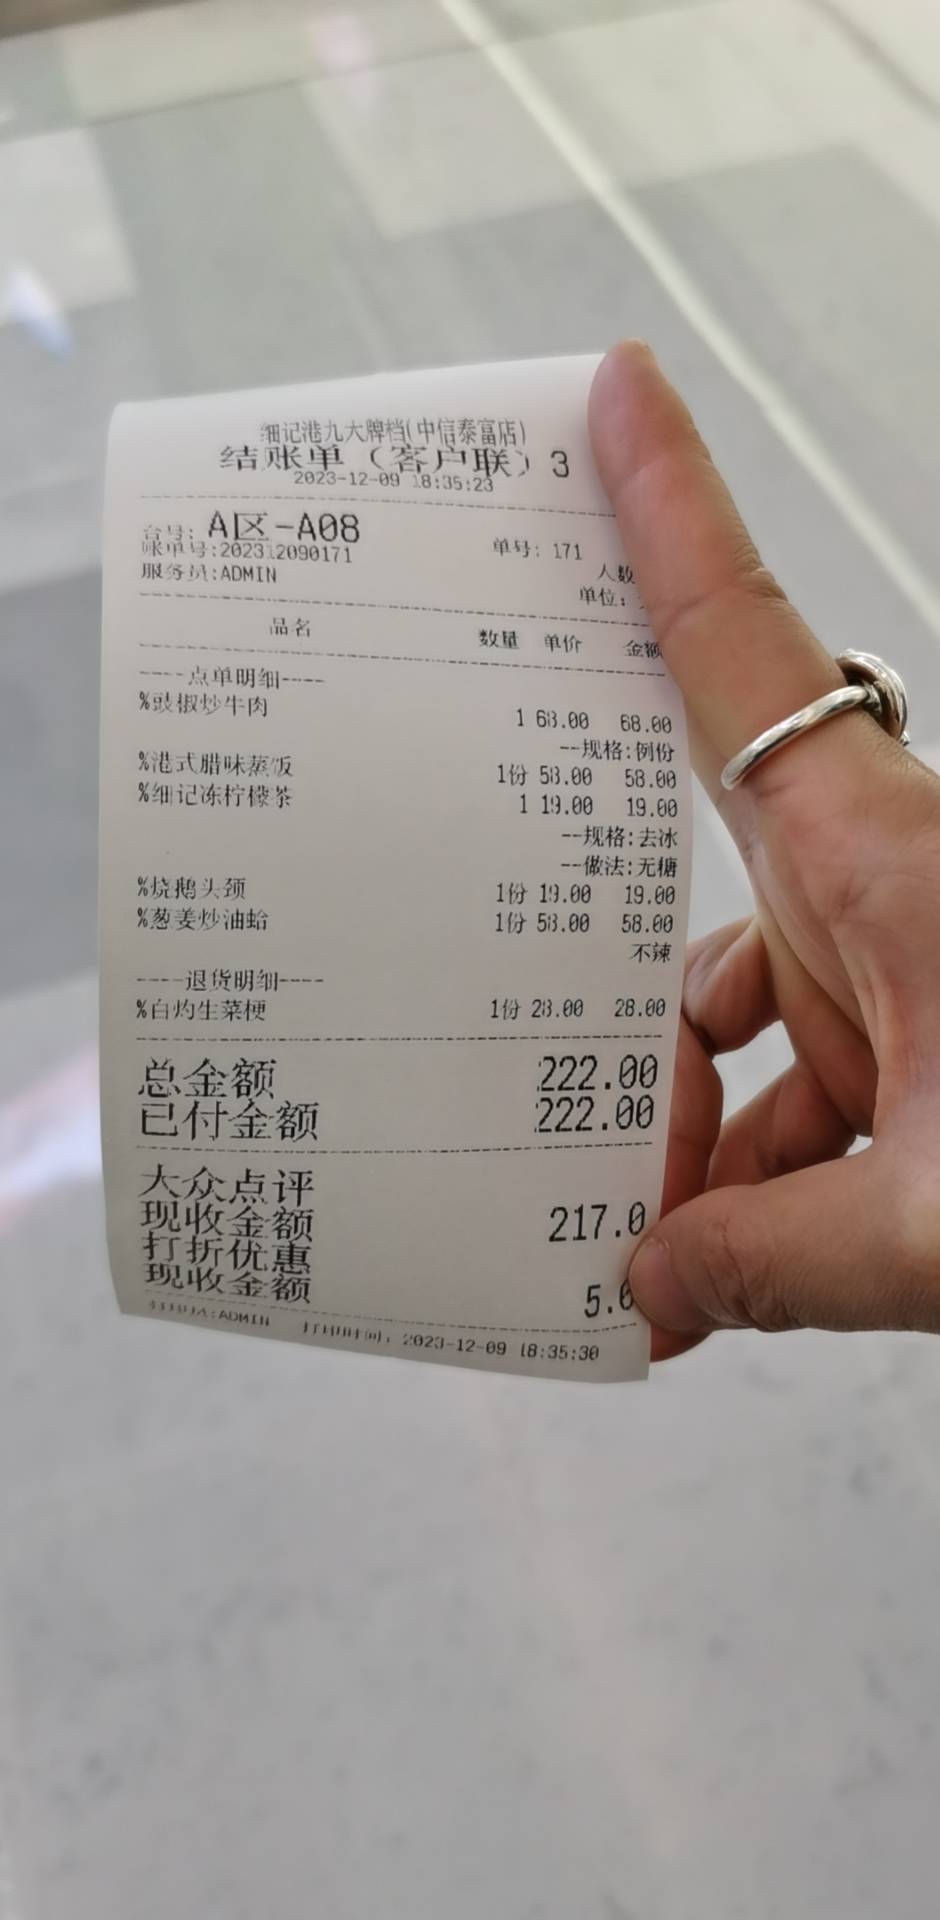 细记港九大牌档(中信泰富店)
结账单（客户联）3
2023-12-09 18:35:23
台号: A区-A08
账单号:202312090171 单号: 171
服务员:ADMIN 人数
单位:
品名 数量 单价 金额
----点单明细----
%豉椒炒牛肉
1 68.00 68.00
--规格:例份
%港式腊味蒸饭 1份 58.00 58.00
%细记冻柠檬茶 1 19.00 19.00
--规格:去冰
--做法:无糖
%烧鹅头颈 1份 19.00 19.00
%葱姜炒油蛤 1份 58.00 58.00
不辣
----退货明细----
%白灼生菜梗 1份 28.00 28.00
总金额 222.00
已付金额 222.00
大众点评
现收金额 217.0
打折优惠
现收金额 5.0
:ADMIN 打印时间: 2023-12-09 18:35:30